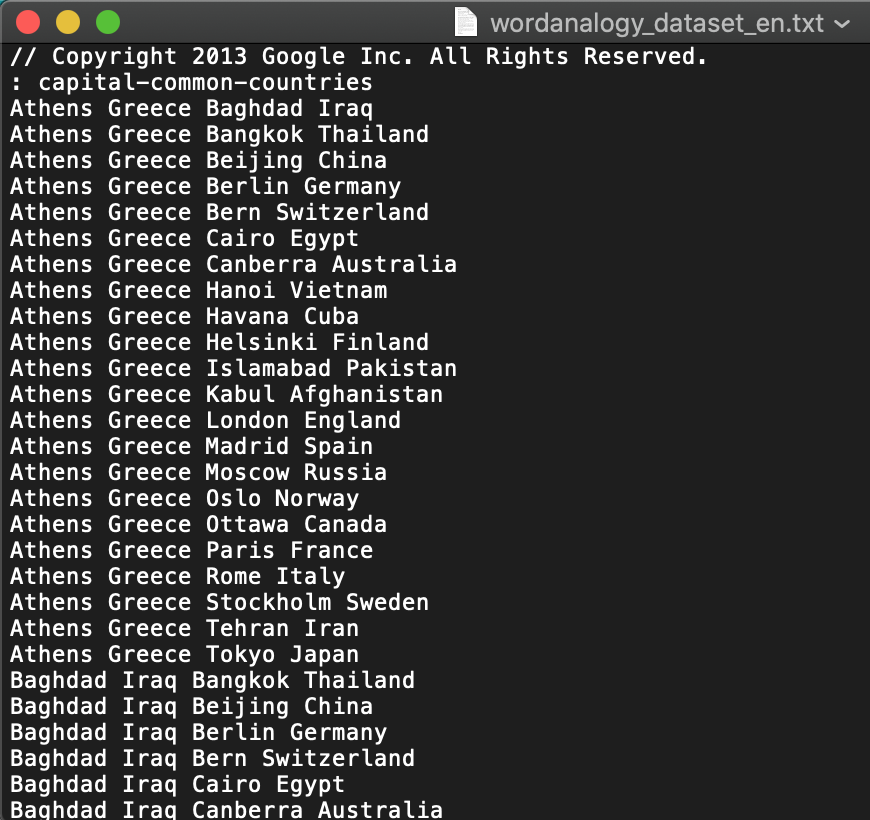 wordanalogy_dataset_en.txt
// Copyright 2013 Google Inc. All Rights Reserved.
: capital-common-countries
Athens Greece Baghdad Iraq
Athens Greece Bangkok Thailand
Athens Greece Beijing China
Athens Greece Berlin Germany
Athens Greece Bern Switzerland
Athens Greece Cairo Egypt
Athens Greece Canberra Australia
Athens Greece Hanoi Vietnam
Athens Greece Havana Cuba
Athens Greece Helsinki Finland
Athens Greece Islamabad Pakistan
Athens Greece Kabul Afghanistan
Athens Greece London England
Athens Greece Madrid Spain
Athens Greece Moscow Russia
Athens Greece Oslo Norway
Athens Greece Ottawa Canada
Athens Greece Paris France
Athens Greece Rome Italy
Athens Greece Stockholm Sweden
Athens Greece Tehran Iran
Athens Greece Tokyo Japan
Baghdad Iraq Bangkok Thailand
Baghdad Iraq Beijing China
Baghdad Iraq Berlin Germany
Baghdad Iraq Bern Switzerland
Baghdad Iraq Cairo Egypt
Baghdad Iraq Canberra Australia